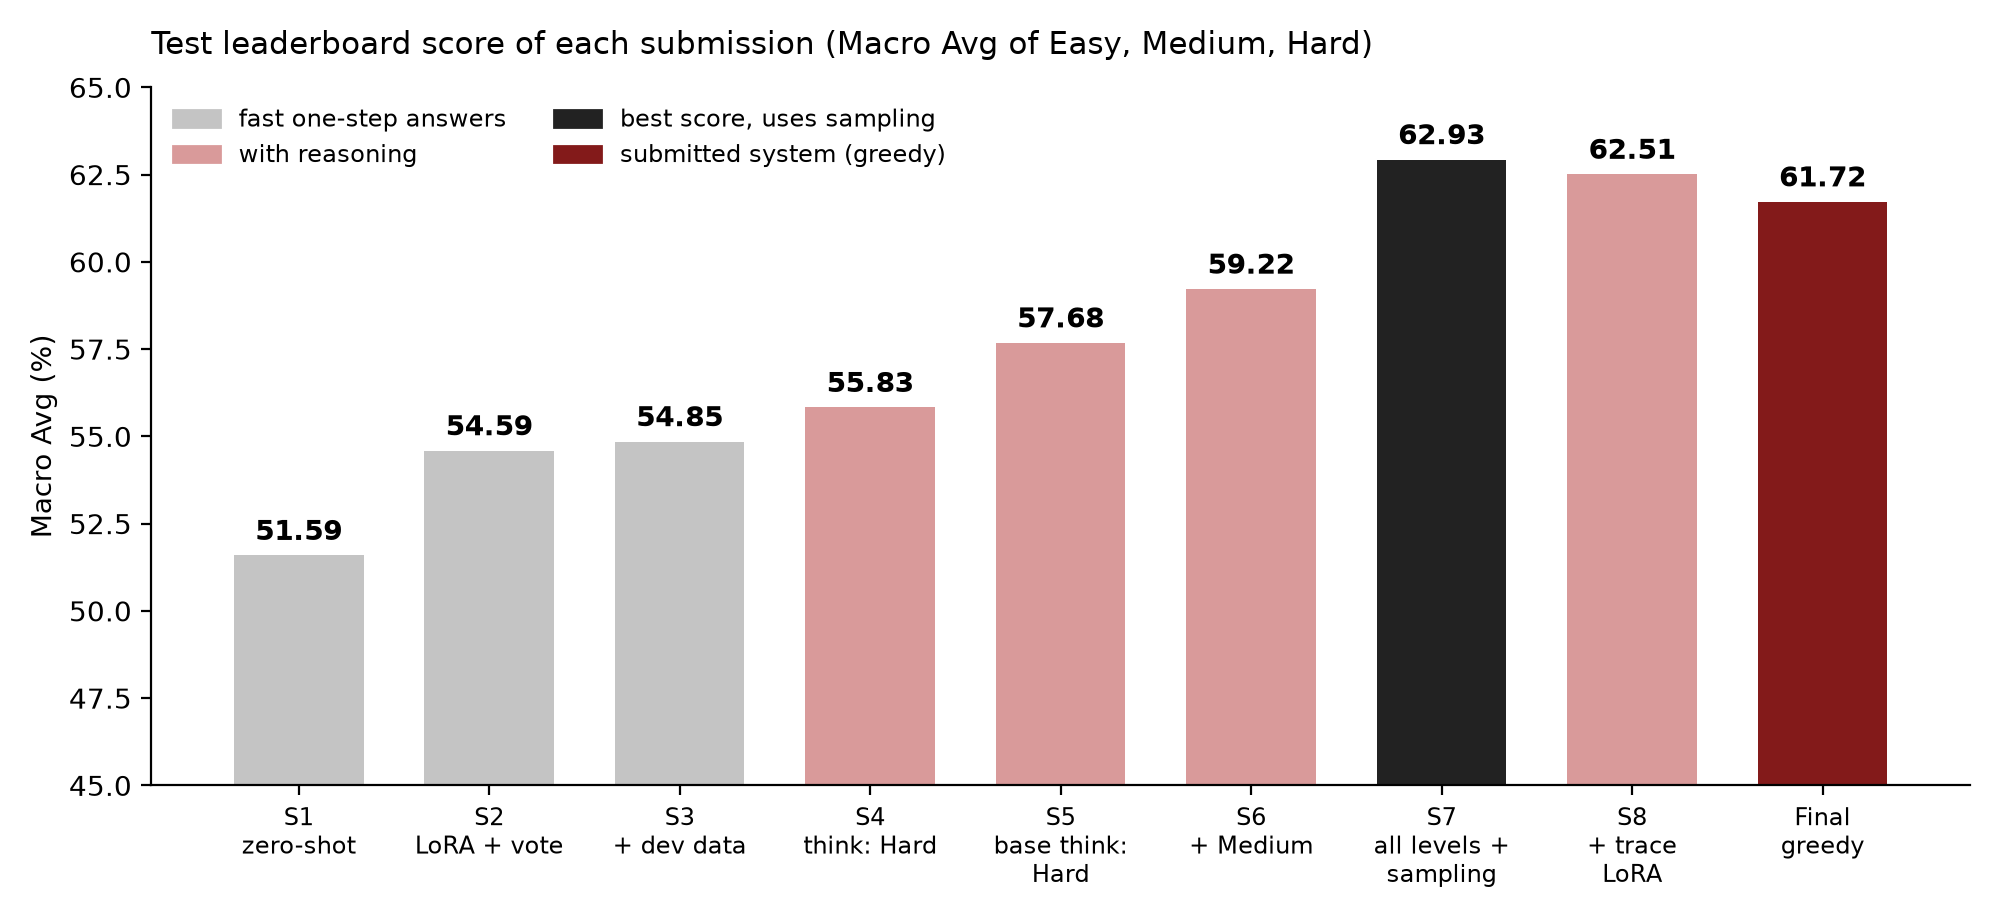 Test leaderboard score of each submission (Macro Avg of Easy, Medium, Hard)
fast one-step answers
with reasoning
best score, uses sampling
submitted system (greedy)
Macro Avg (%)
65.0
62.5
60.0
57.5
55.0
52.5
50.0
47.5
45.0
51.59
54.59
54.85
55.83
57.68
59.22
62.93
62.51
61.72
S1
zero-shot
S2
LoRA + vote
S3
+ dev data
S4
think: Hard
S5
base think:
Hard
S6
+ Medium
S7
all levels +
sampling
S8
+ trace
LoRA
Final
greedy